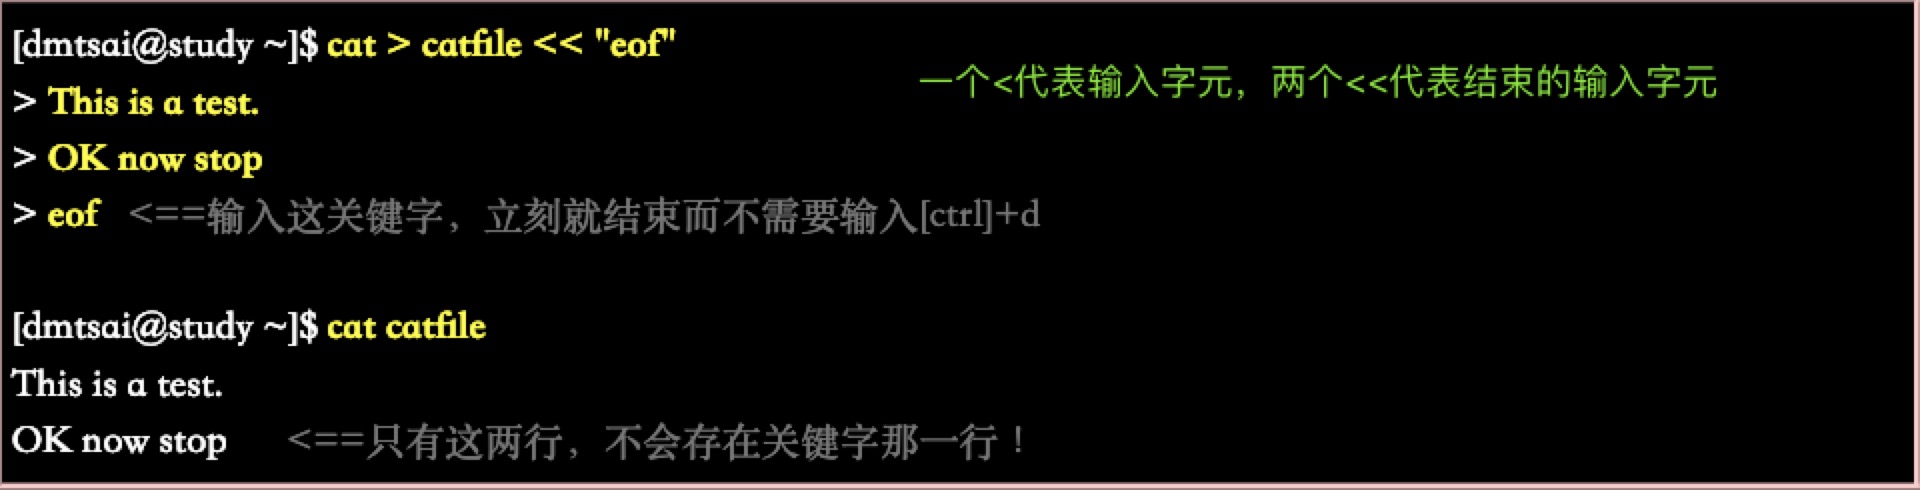 [dmtsai@study ~]$ cat > catfile << "eof"
一个<代表输入字元，两个<<代表结束的输入字元
> This is a test.
> OK now stop
> eof <==输入这关键字，立刻就结束而不需要输入[ctrl]+d
[dmtsai@study ~]$ cat catfile
This is a test.
OK now stop <==只有这两行，不会存在关键字那一行！